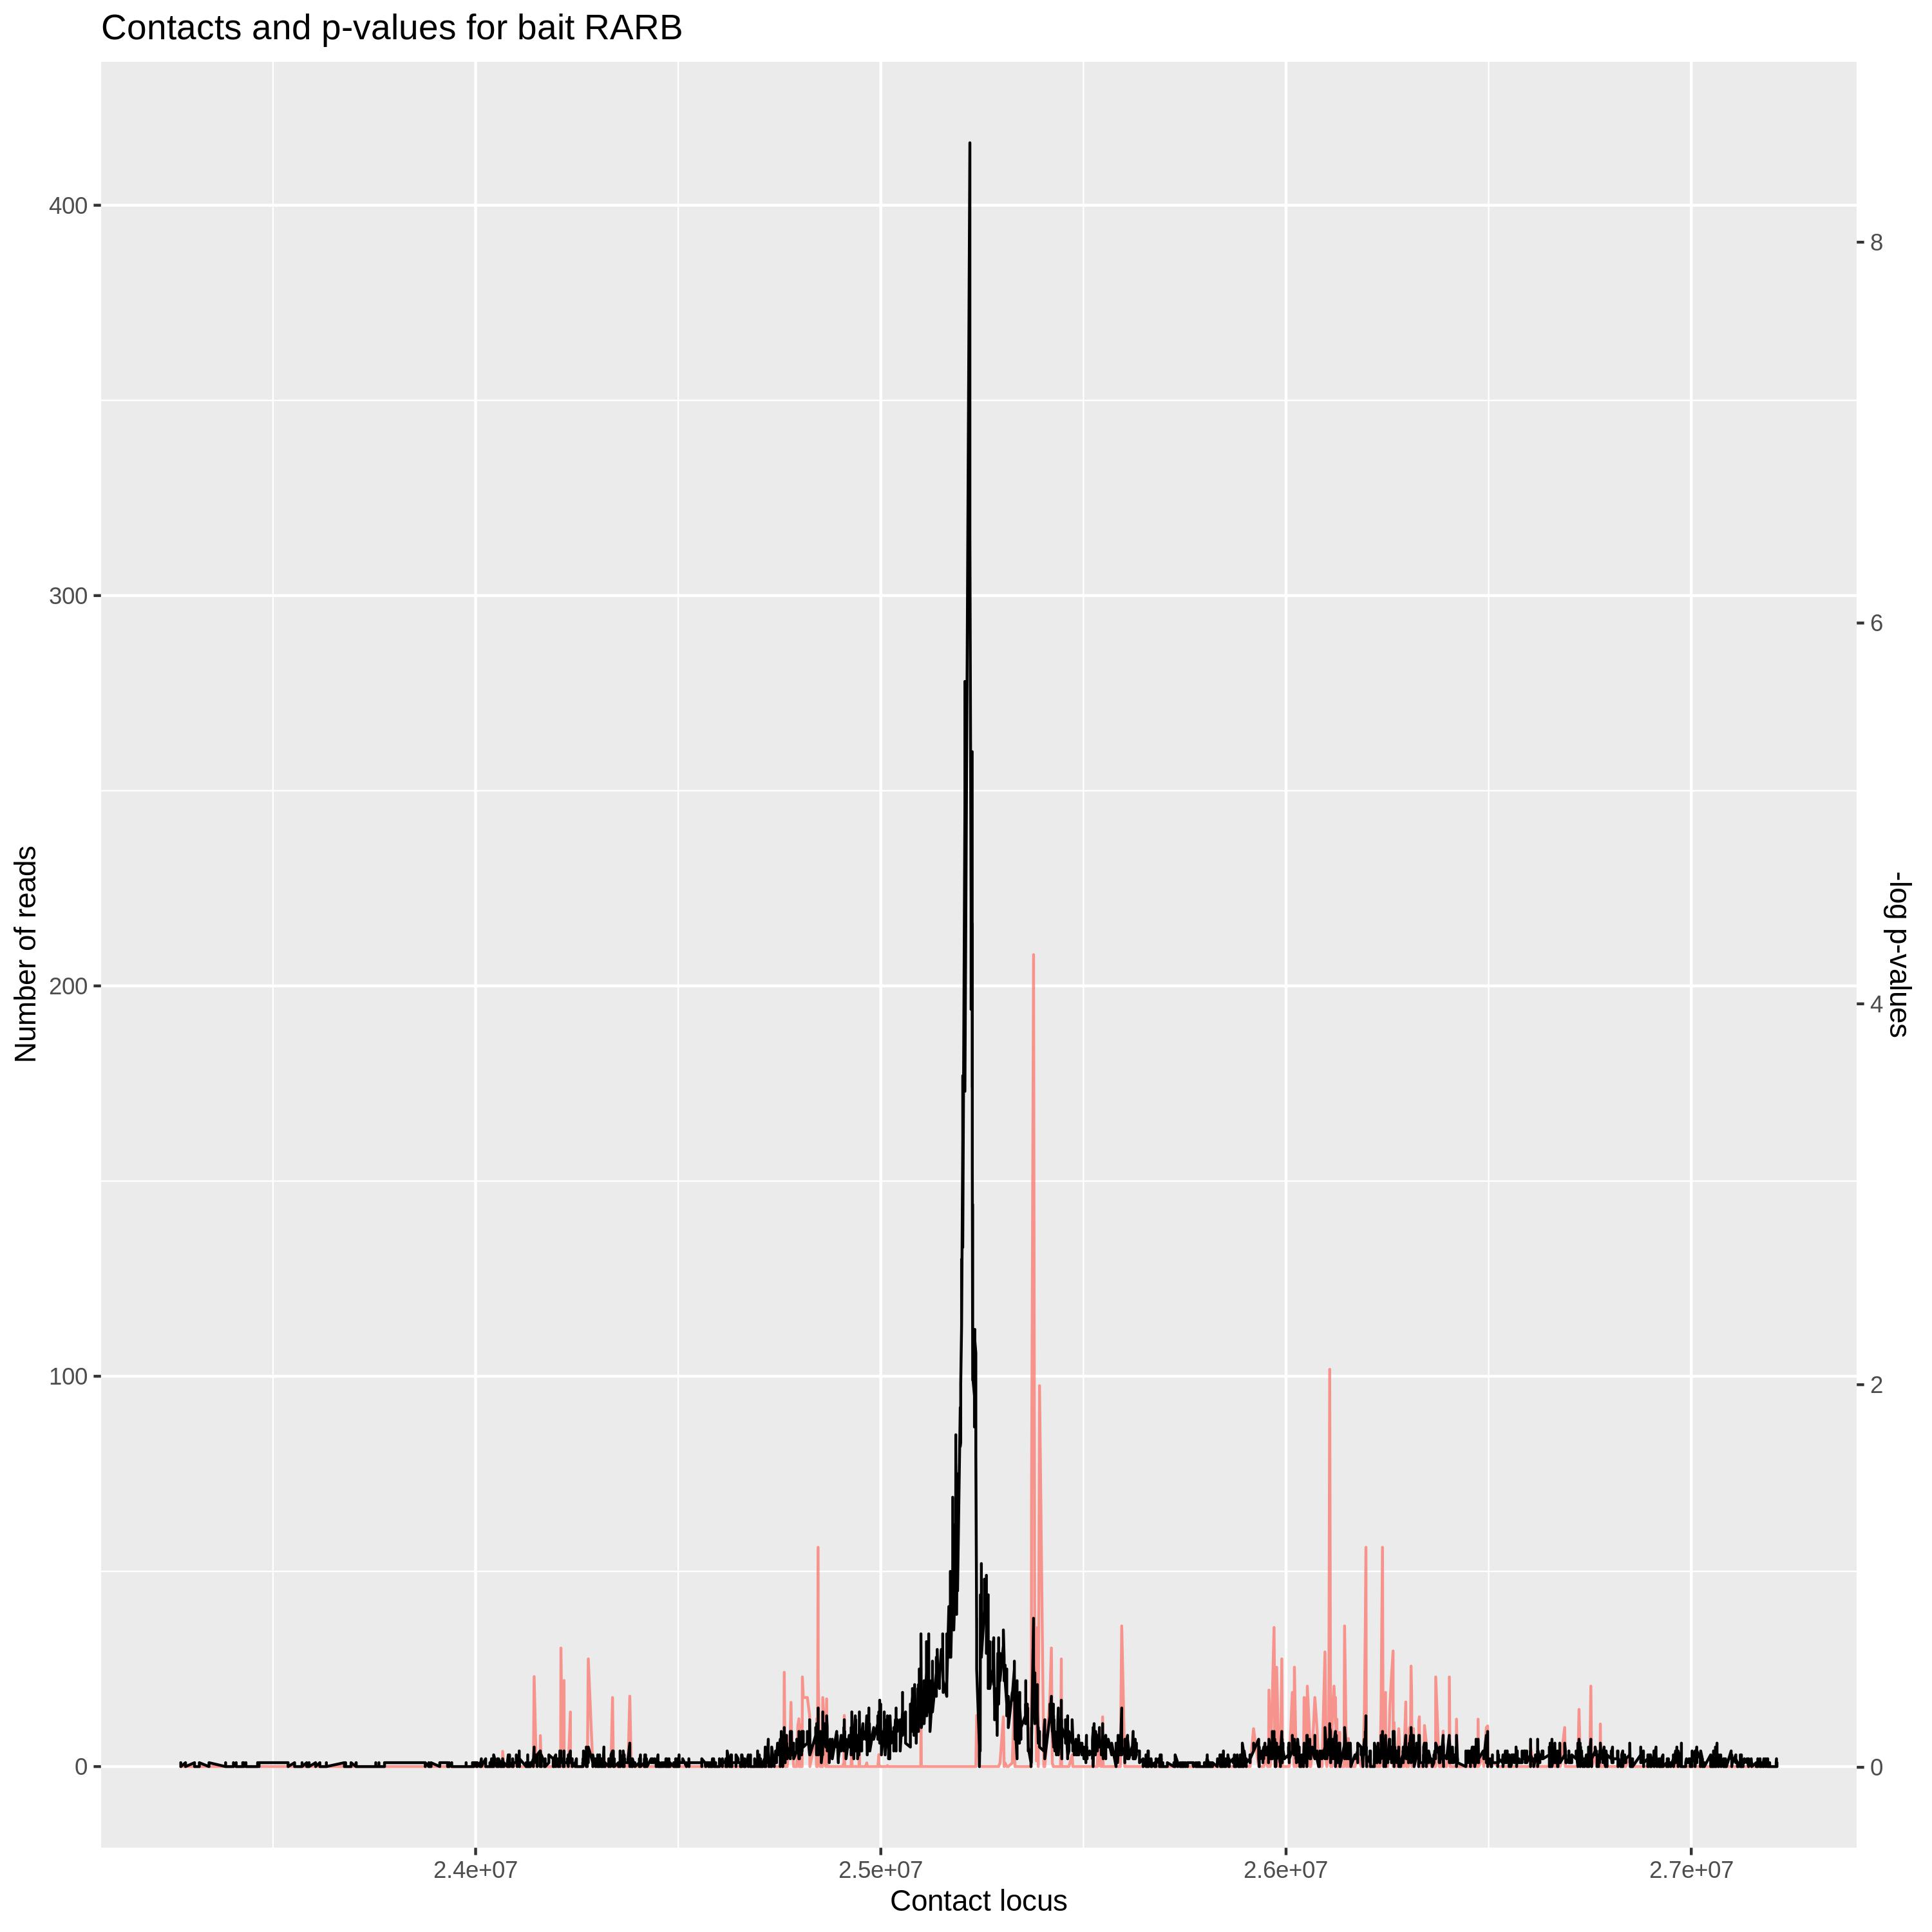 Contacts and p-values for bait RARB
400
300
200
100
0
Number of reads
8
6
4
2
0
-log p-values
2.4e+07 2.5e+07 2.6e+07 2.7e+07
Contact locus